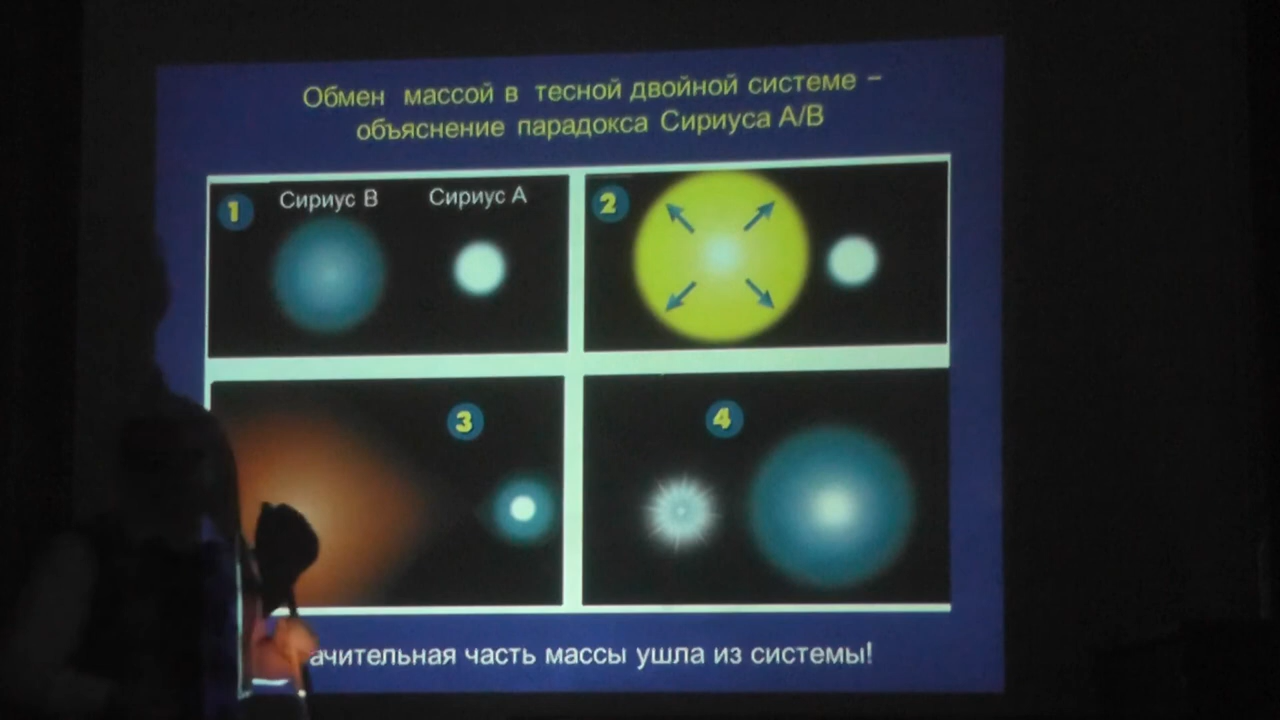 Обмен массой в тесной двойной системе –
объяснение парадокса Сириуса А/В
1
Сириус В
Сириус А
2
3
4
часть массы ушла из системы!